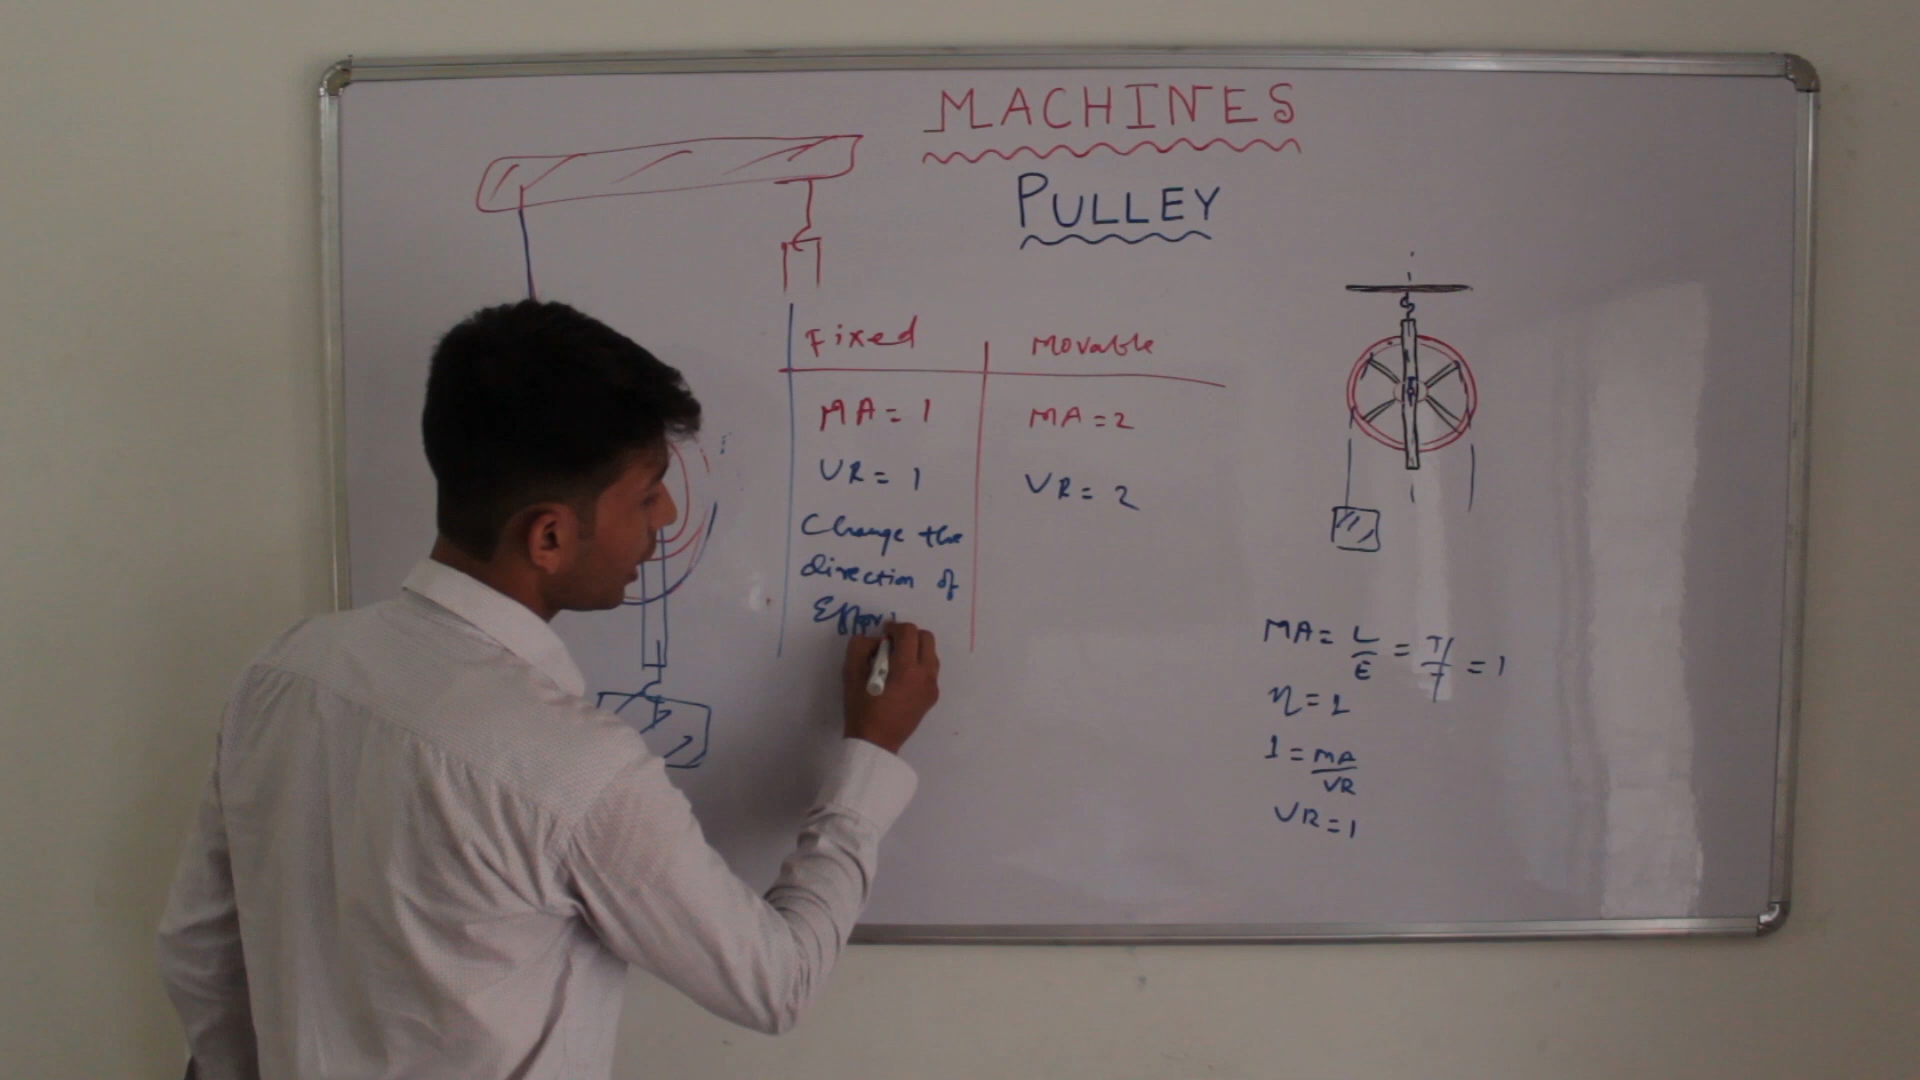 MACHINES
PULLEY
Fixed Movable
MA = 1 MA = 2
VR = 1 VR = 2
Change the
direction of
Effor
MA = L/E = T/T = 1
η = 1
1 = MA/VR
VR = 1